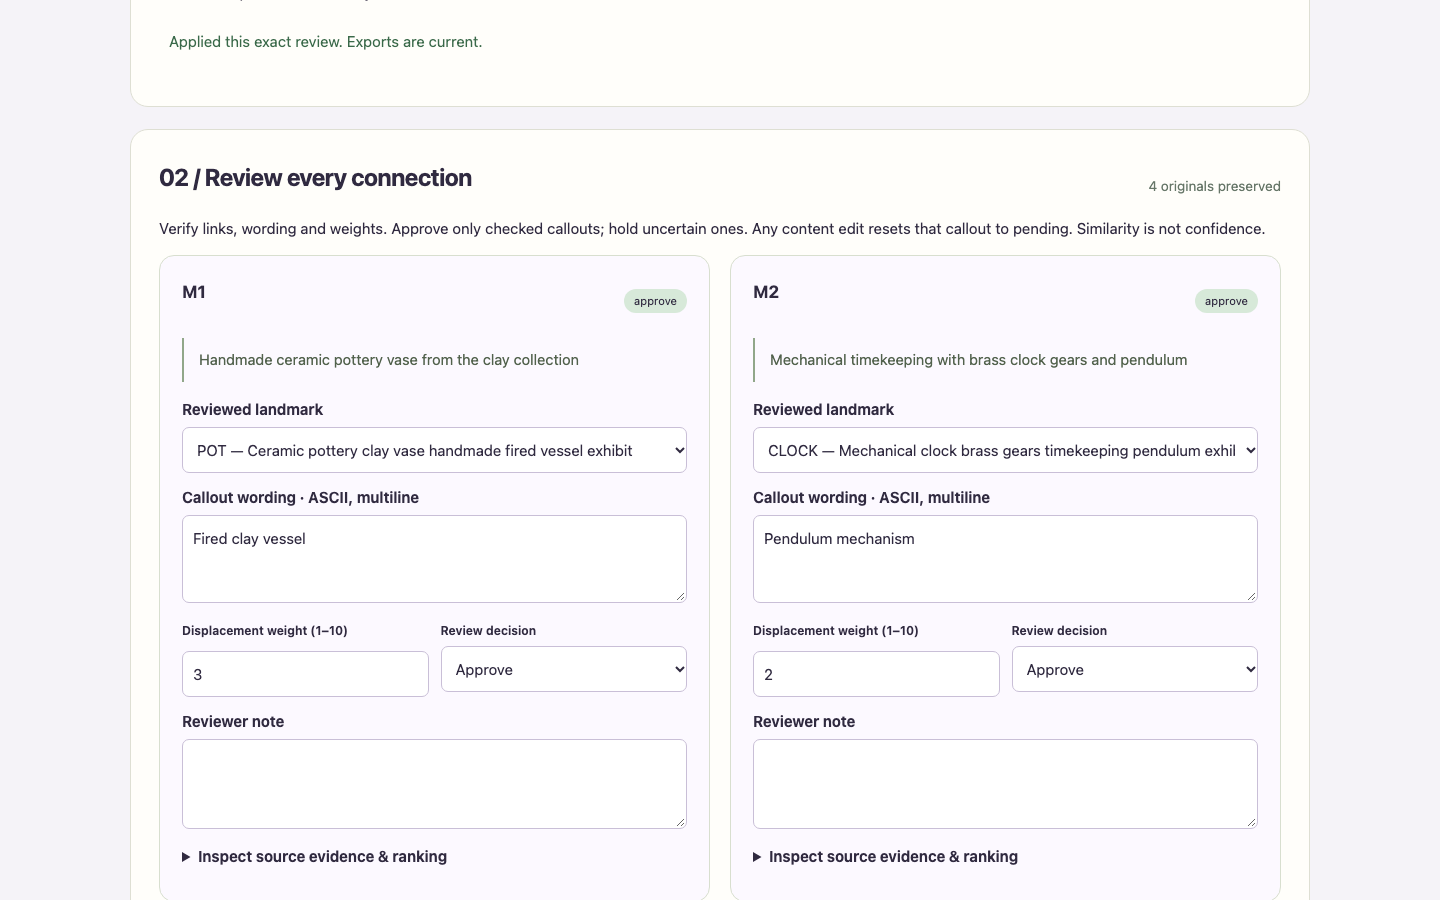 Applied this exact review. Exports are current.
02 / Review every connection
4 originals preserved
Verify links, wording and weights. Approve only checked callouts; hold uncertain ones. Any content edit resets that callout to pending. Similarity is not confidence.
M1
approve
Handmade ceramic pottery vase from the clay collection
Reviewed landmark
POT — Ceramic pottery clay vase handmade fired vessel exhibit
Callout wording · ASCII, multiline
Fired clay vessel
Displacement weight (1–10)
Review decision
3
Approve
Reviewer note
Inspect source evidence & ranking
M2
approve
Mechanical timekeeping with brass clock gears and pendulum
Reviewed landmark
CLOCK — Mechanical clock brass gears timekeeping pendulum exhil
Callout wording · ASCII, multiline
Pendulum mechanism
Displacement weight (1–10)
Review decision
2
Approve
Reviewer note
Inspect source evidence & ranking